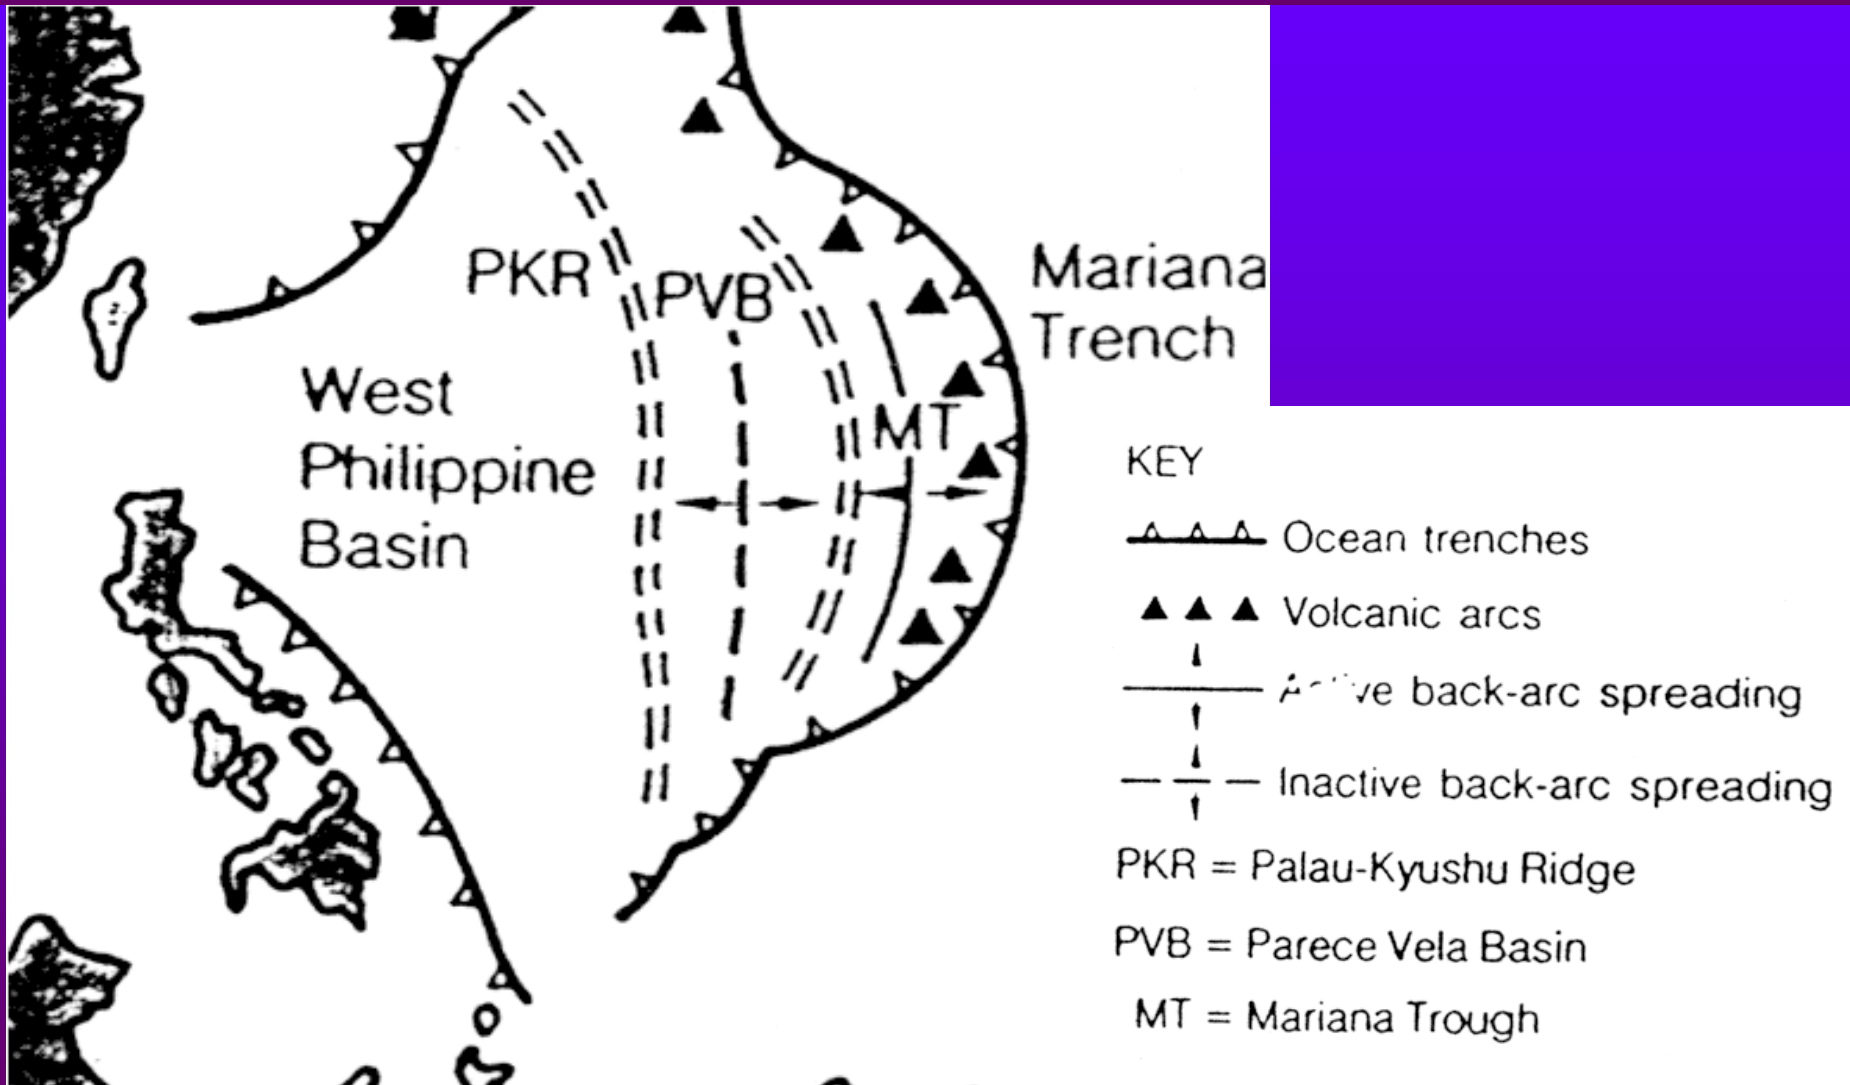 PKR
PVB
Mariana
Trench
West
Philippine
Basin
MT
KEY
Ocean trenches
Volcanic arcs
back-arc spreading
Inactive back-arc spreading
PKR = Palau-Kyushu Ridge
PVB = Parece Vela Basin
MT = Mariana Trough